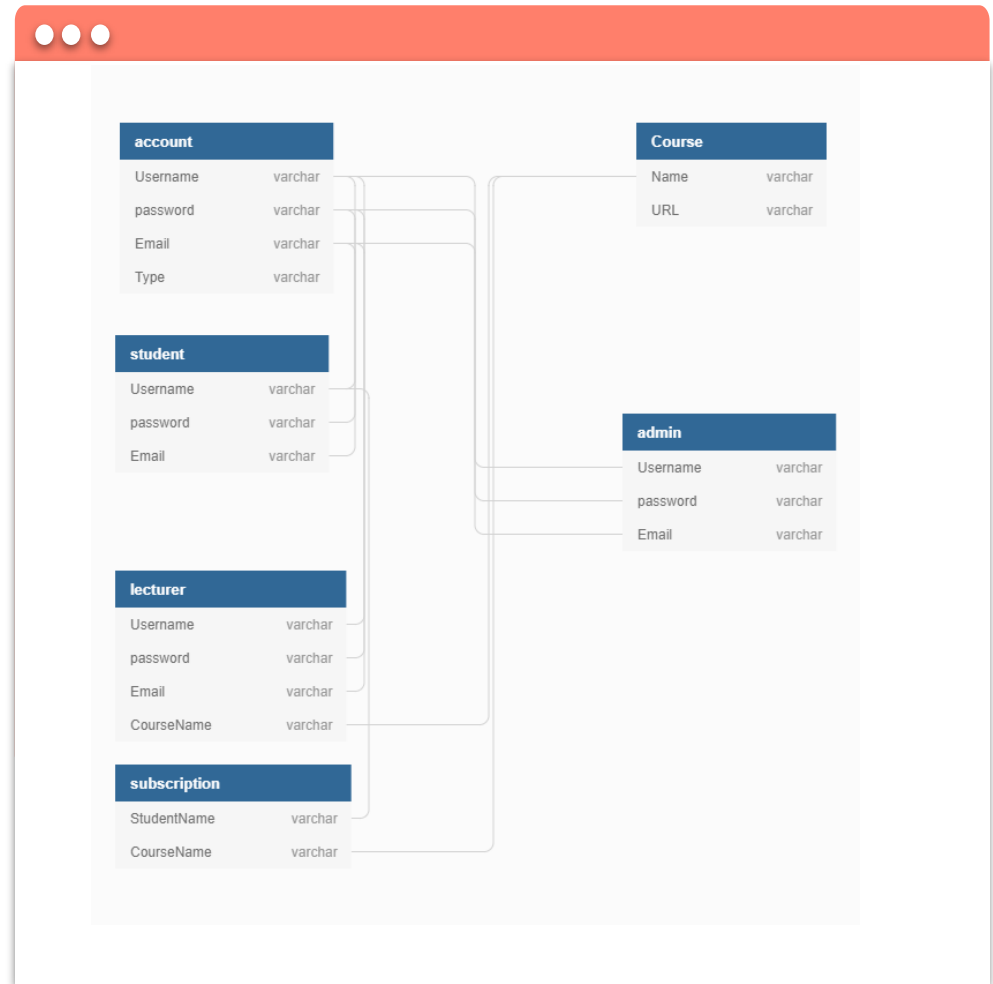 account
Username varchar
password varchar
Email varchar
Type varchar
student
Username varchar
password varchar
Email varchar
lecturer
Username varchar
password varchar
Email varchar
CourseName varchar
subscription
StudentName varchar
CourseName varchar
Course
Name varchar
URL varchar
admin
Username varchar
password varchar
Email varchar